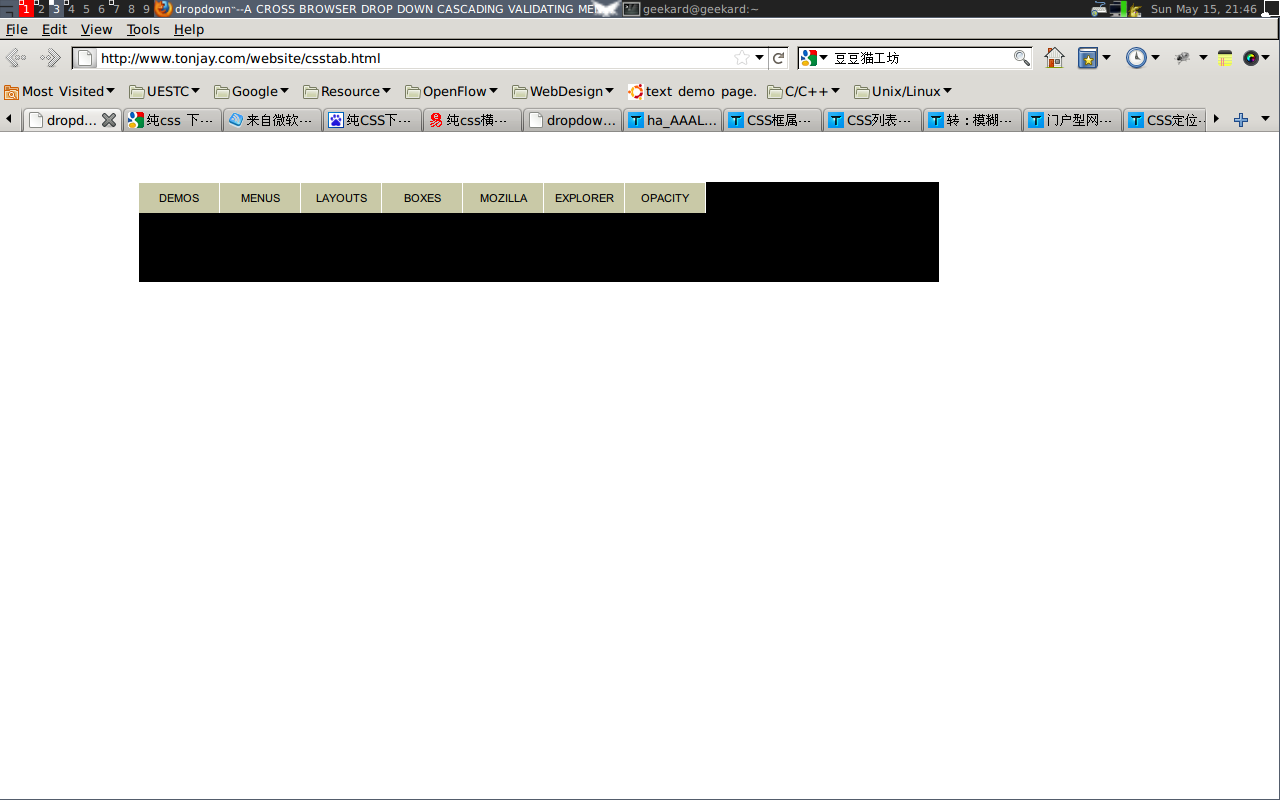 1 2 3 4 5 6 7 8 9 dropdown"--A CROSS BROWSER DROP DOWN CASCADING VALIDATING ME geekard@geekard:~ Sun May 15, 21:46
File Edit View Tools Help
http://www.tonjay.com/website/csstab.html 豆豆猫工坊
Most Visited UESTC Google Resource OpenFlow WebDesign text demo page. C/C++ Unix/Linux
dropd... 纯css 下... 来自微软... 纯CSS下... 纯css横... dropdow... ha_AAAL... CSS框属... CSS列表... 转：模糊... 门户型网... CSS定位...
DEMOS MENUS LAYOUTS BOXES MOZILLA EXPLORER OPACITY